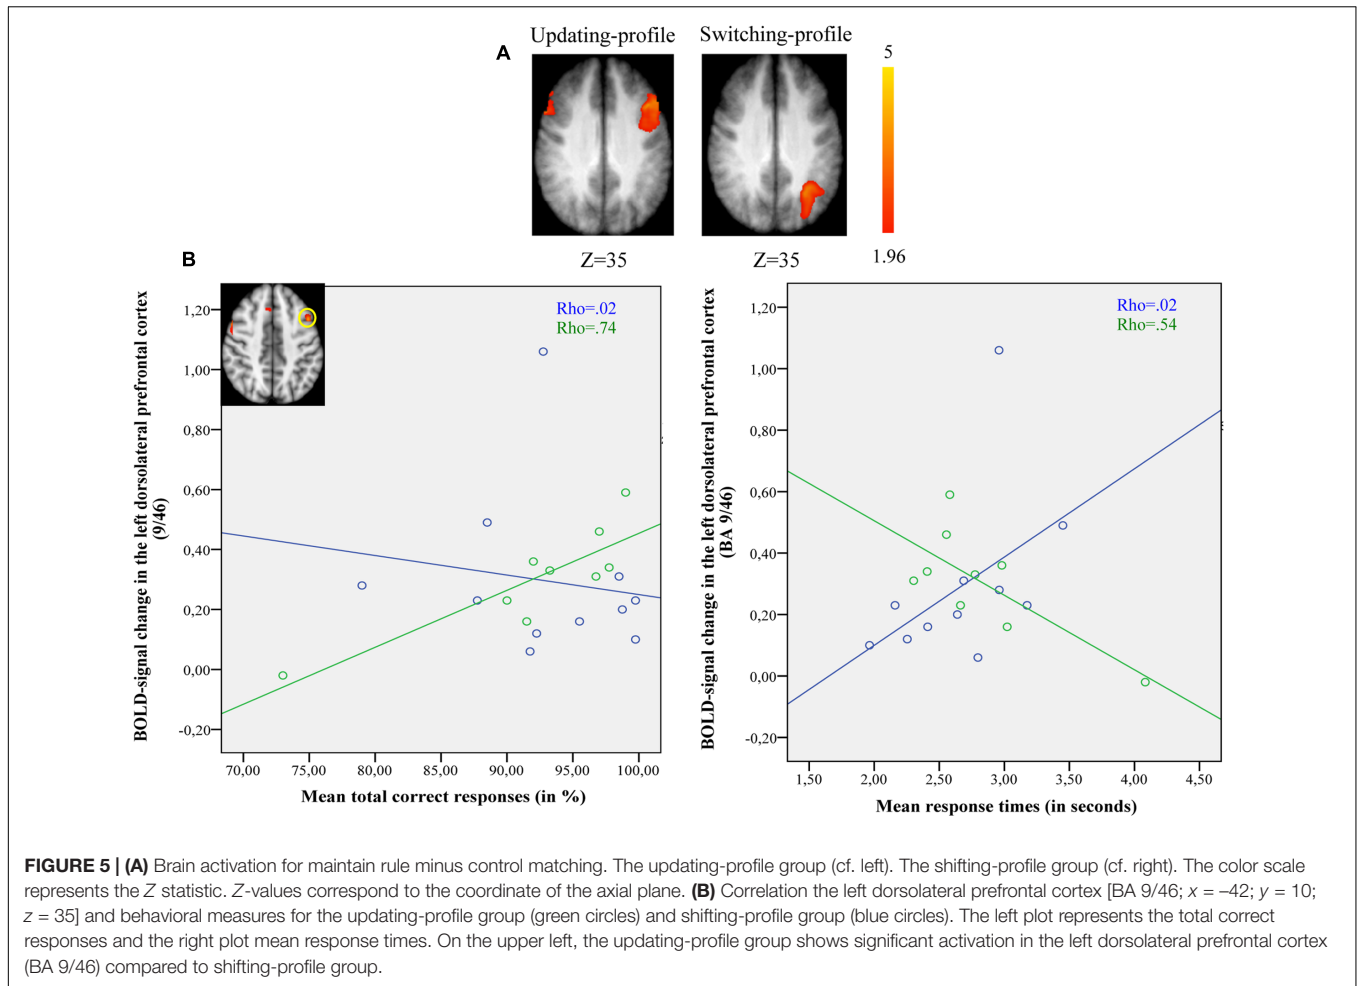 Updating-profile Switching-profile
A
5
1.96
Z=35 Z=35
B
BOLD-signal change in the left dorsolateral prefrontal cortex
(9/46)
Rho=.02
Rho=.74
1,20
1,00
0,80
0,60
0,40
0,20
0,00
-0,20
70,00 75,00 80,00 85,00 90,00 95,00 100,00
Mean total correct responses (in %)
BOLD-signal change in the left dorsolateral prefrontal cortex
(BA 9/46)
Rho=.02
Rho=.54
1,20
1,00
0,80
0,60
0,40
0,20
0,00
-0,20
1,50 2,00 2,50 3,00 3,50 4,00 4,50
Mean response times (in seconds)
FIGURE 5 | (A) Brain activation for maintain rule minus control matching. The updating-profile group (cf. left). The shifting-profile group (cf. right). The color scale
represents the Z statistic. Z-values correspond to the coordinate of the axial plane. (B) Correlation the left dorsolateral prefrontal cortex [BA 9/46; x = –42; y = 10;
z = 35] and behavioral measures for the updating-profile group (green circles) and shifting-profile group (blue circles). The left plot represents the total correct
responses and the right plot mean response times. On the upper left, the updating-profile group shows significant activation in the left dorsolateral prefrontal cortex
(BA 9/46) compared to shifting-profile group.